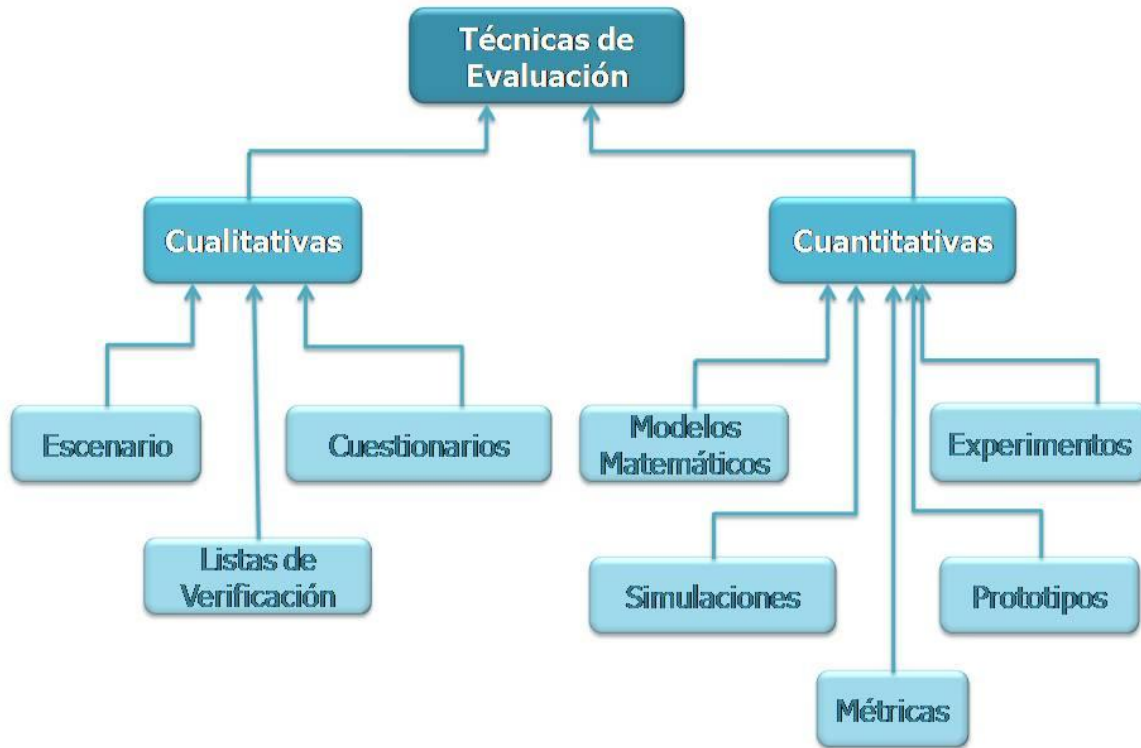 Técnicas de
Evaluación
Cualitativas
Cuantitativas
Escenario
Cuestionarios
Modelos
Matemáticos
Experimentos
Listas de
Verificación
Simulaciones
Prototipos
Métricas